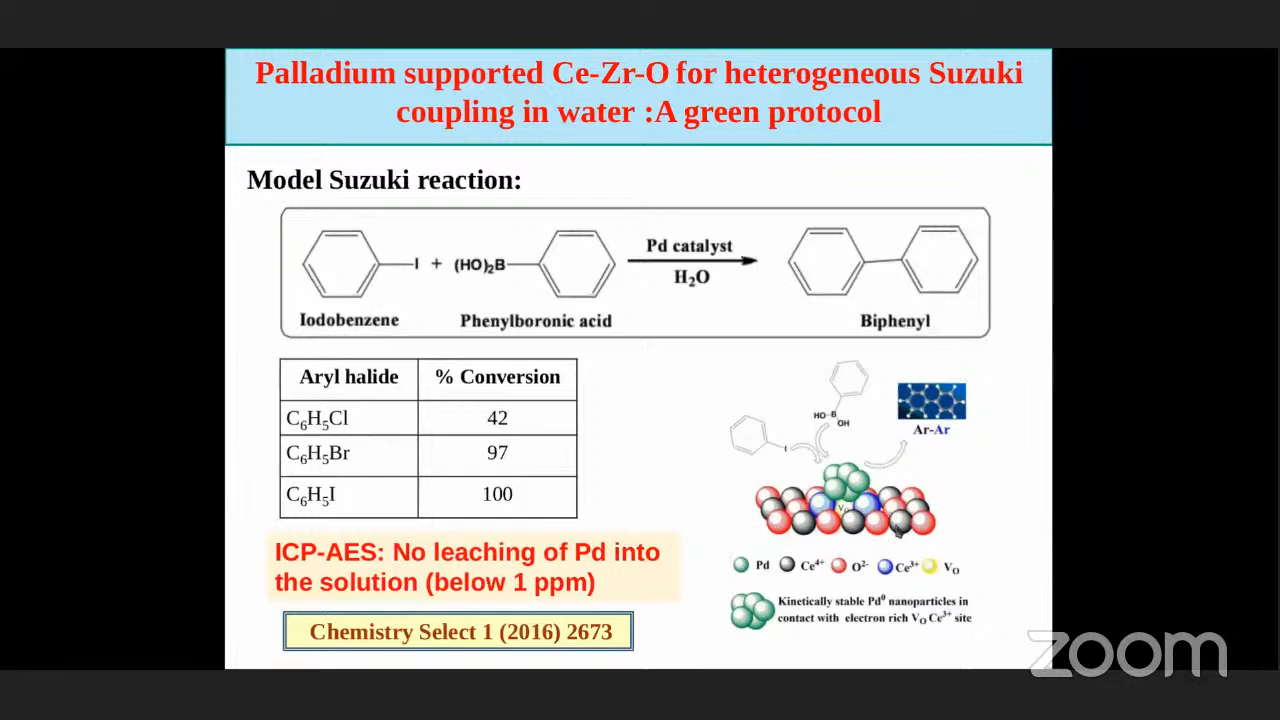 Palladium supported Ce-Zr-O for heterogeneous Suzuki
coupling in water :A green protocol
Model Suzuki reaction:
I + (HO)₂B
Pd catalyst
H₂O
Iodobenzene
Phenylboronic acid
Biphenyl
Aryl halide % Conversion
C₆H₅Cl 42
C₆H₅Br 97
C₆H₅I 100
ICP-AES: No leaching of Pd into
the solution (below 1 ppm)
Chemistry Select 1 (2016) 2673
HO B
OH
I
Ar-Ar
V₀
Pd Ce⁴⁺ O²⁻ Ce³⁺ V₀
Kinetically stable Pd⁰ nanoparticles in
contact with electron rich V₀ Ce³⁺ site
zoom